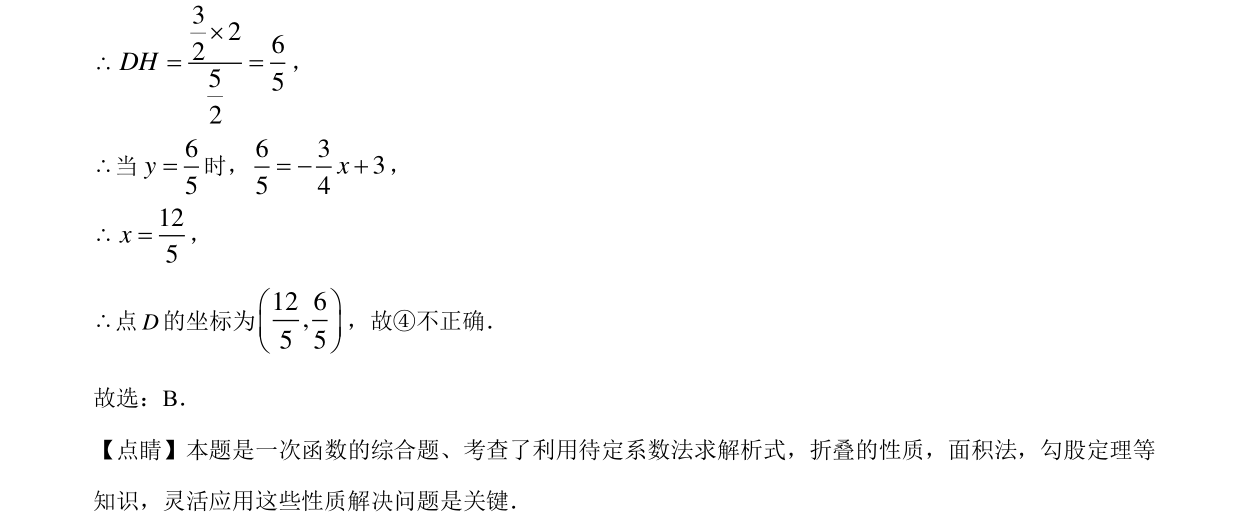 ∴ DH = (3/2×2)/(5/2) = 6/5，
∴当 y = 6/5 时，6/5 = −3/4 x + 3，
∴ x = 12/5，
∴点 D 的坐标为 (12/5, 6/5)，故④不正确．
故选：B．
【点睛】本题是一次函数的综合题、考查了利用待定系数法求解析式，折叠的性质，面积法，勾股定理等
知识，灵活应用这些性质解决问题是关键．